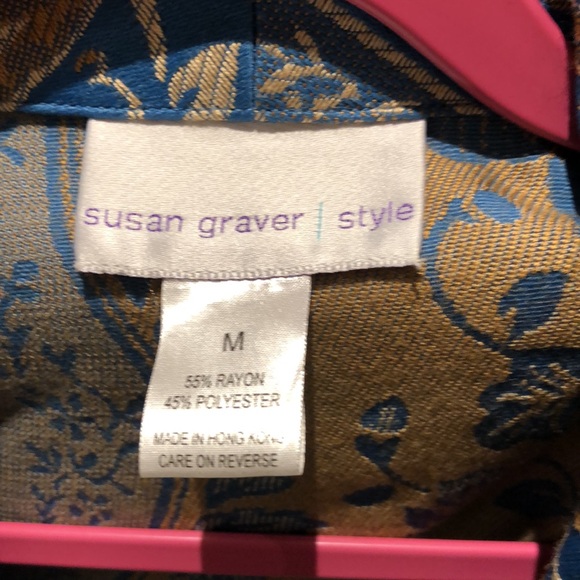 susan graver | style
M
55% RAYON
45% POLYESTER
MADE IN HONG KONG
CARE ON REVERSE